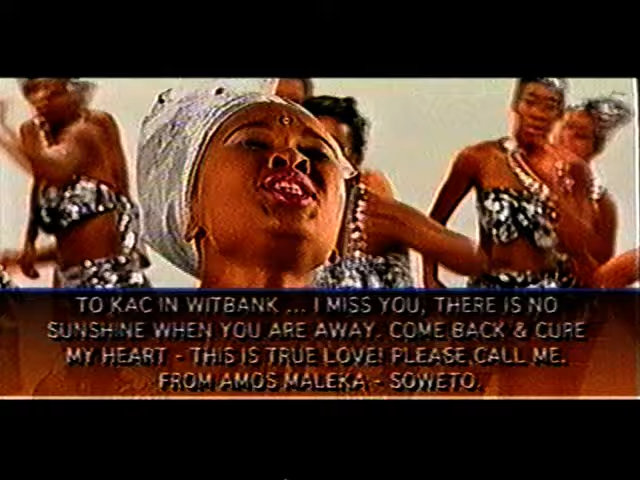 TO KAC IN WITBANK ... I MISS YOU, THERE IS NO
SUNSHINE WHEN YOU ARE AWAY. COME BACK & CURE
MY HEART - THIS IS TRUE LOVE! PLEASE CALL ME.
FROM AMOS MALEKA - SOWETO.